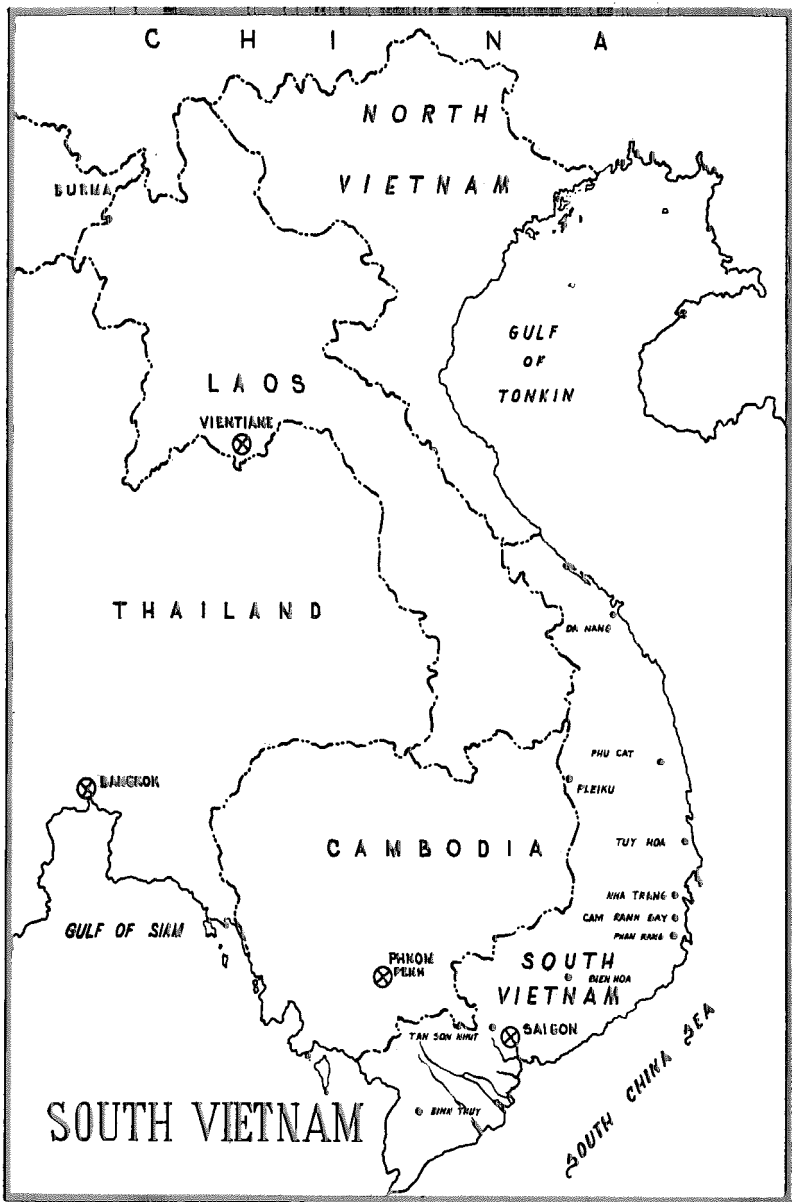 CHINA
NORTH
VIETNAM
BURMA
GULF
OF
TONKIN
LAOS
VIENTIANE
THAILAND
DA NANG
PHU CAT
BANGKOK
PLEIKU
CAMBODIA
TUY HOA
NHA TRANG
CAM RANH BAY
PHAN RANG
GULF OF SIAM
PHNOM
PENH
SOUTH
VIETNAM
BIEN HOA
TAN SON NHUT
SAIGON
SOUTH CHINA SEA
BINH THUY
SOUTH VIETNAM